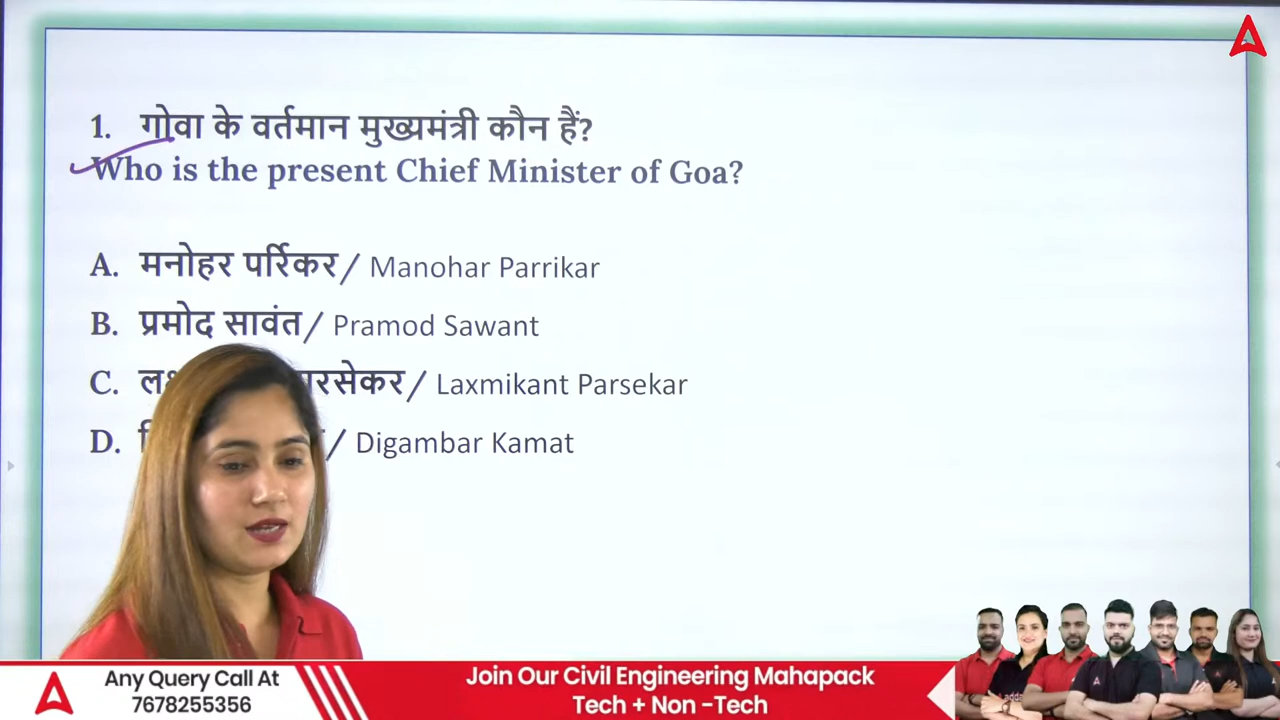 1. गोवा के वर्तमान मुख्यमंत्री कौन हैं?
Who is the present Chief Minister of Goa?
A. मनोहर पर्रिकर/ Manohar Parrikar
B. प्रमोद सावंत/ Pramod Sawant
C. / Laxmikant Parsekar
D. / Digambar Kamat
Any Query Call At
7678255356
Join Our Civil Engineering Mahapack
Tech + Non -Tech